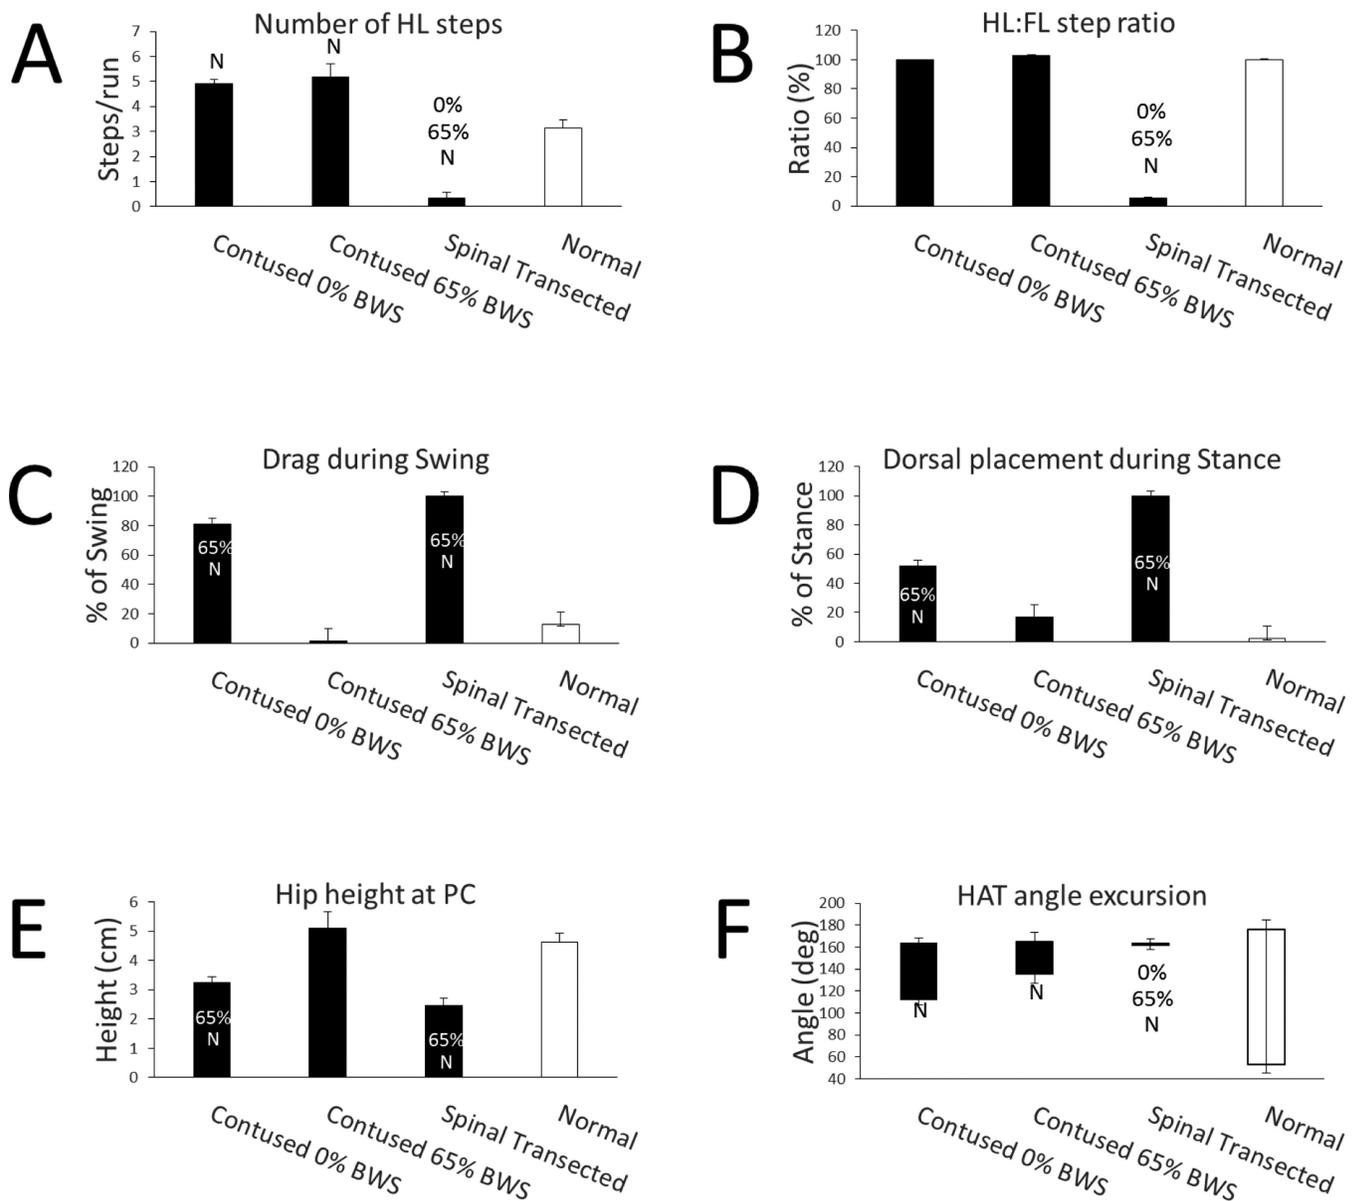 A
Number of HL steps
Steps/run
7
6
5
4
3
2
1
0
N
N
0%
65%
N
Contused 0% BWS
Contused 65% BWS
Spinal Transected
Normal
B
HL:FL step ratio
Ratio (%)
120
100
80
60
40
20
0
0%
65%
N
Contused 0% BWS
Contused 65% BWS
Spinal Transected
Normal
C
Drag during Swing
% of Swing
120
100
80
60
40
20
0
65%
N
65%
N
Contused 0% BWS
Contused 65% BWS
Spinal Transected
Normal
D
Dorsal placement during Stance
% of Stance
120
100
80
60
40
20
0
65%
N
65%
N
Contused 0% BWS
Contused 65% BWS
Spinal Transected
Normal
E
Hip height at PC
Height (cm)
6
5
4
3
2
1
0
65%
N
65%
N
Contused 0% BWS
Contused 65% BWS
Spinal Transected
Normal
F
HAT angle excursion
Angle (deg)
200
180
160
140
120
100
80
60
40
N
N
0%
65%
N
Contused 0% BWS
Contused 65% BWS
Spinal Transected
Normal